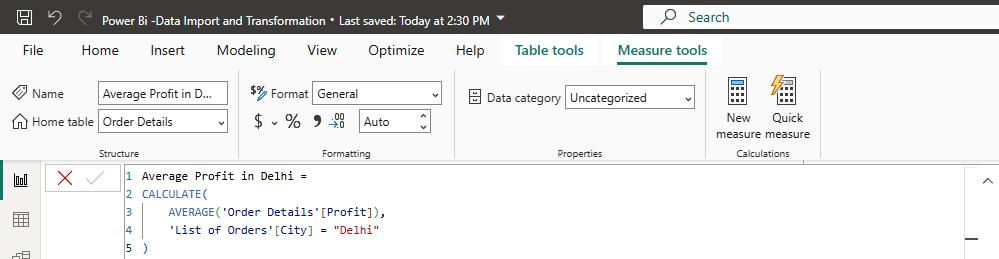 Power Bi -Data Import and Transformation • Last saved: Today at 2:30 PM
Search
File Home Insert Modeling View Optimize Help Table tools Measure tools
Name Average Profit in D...
Home table Order Details
Structure
$% Format General
$ % 9 .00 →.0 Auto
Formatting
Data category Uncategorized
Properties
New measure
Quick measure
Calculations
1 Average Profit in Delhi =
2 CALCULATE(
3 AVERAGE('Order Details'[Profit]),
4 'List of Orders'[City] = "Delhi"
5 )